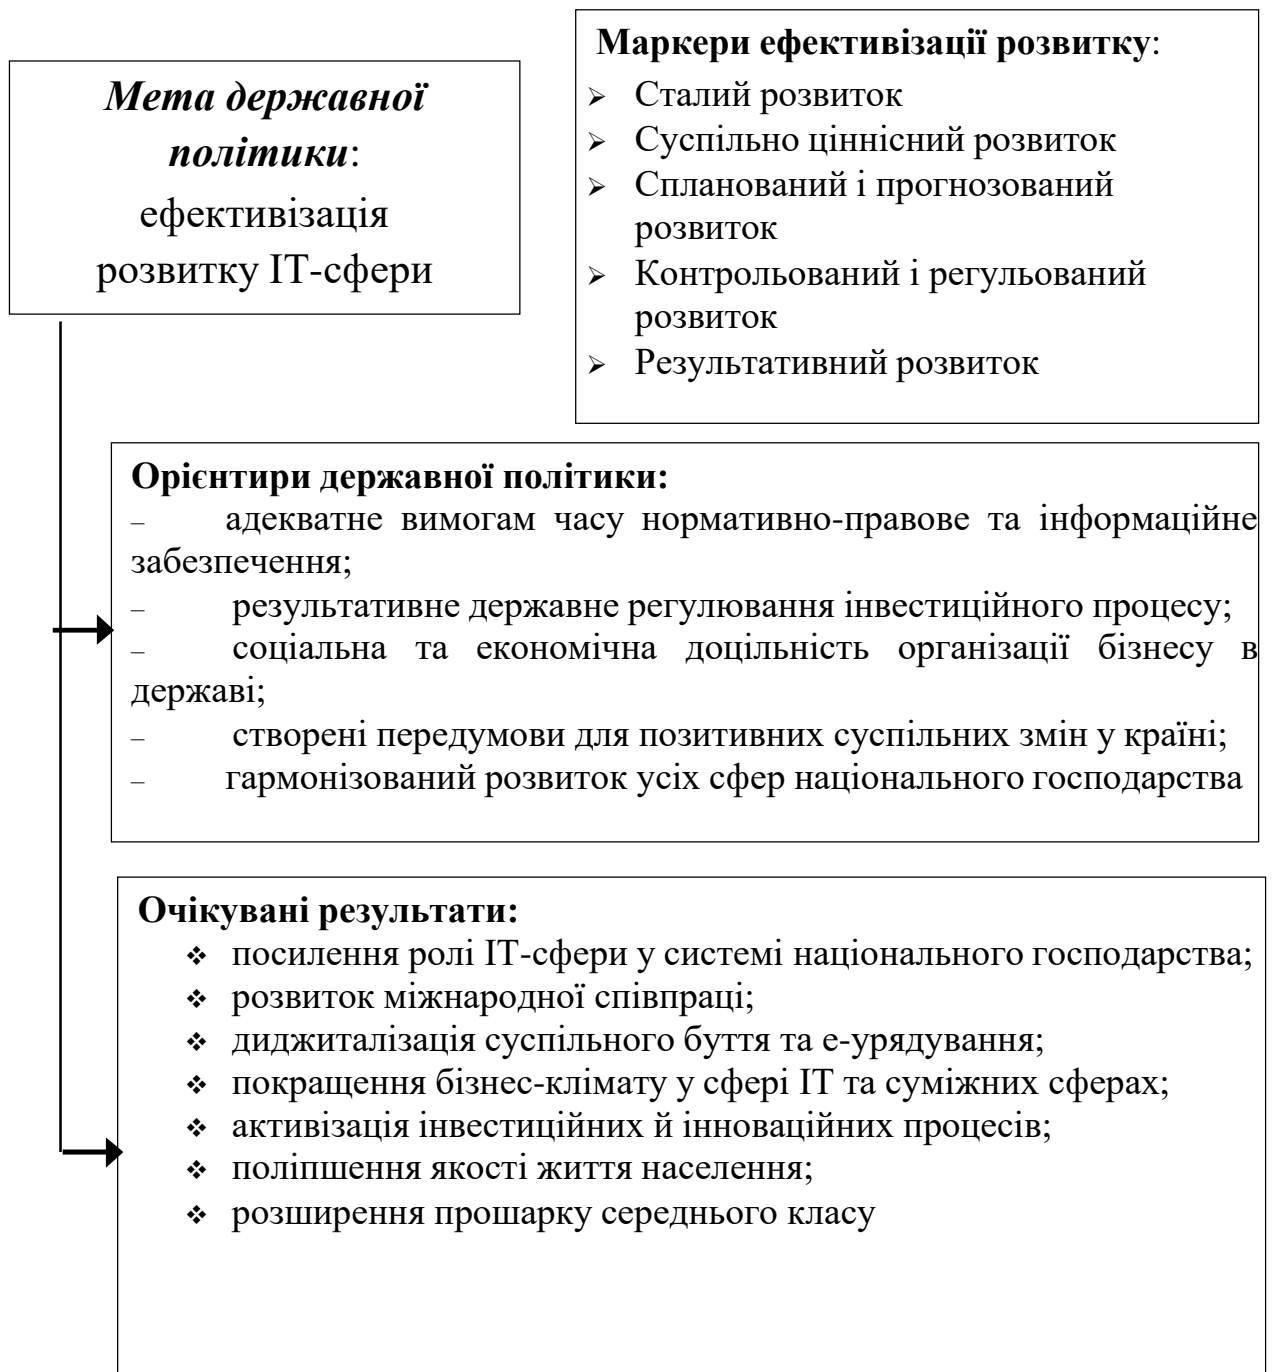 Мета державної
політики:
ефективізація
розвитку ІТ-сфери
Маркери ефективізації розвитку:
➢ Сталий розвиток
➢ Суспільно ціннісний розвиток
➢ Спланований і прогнозований
розвиток
➢ Контрольований і регульований
розвиток
➢ Результативний розвиток
Орієнтири державної політики:
– адекватне вимогам часу нормативно-правове та інформаційне
забезпечення;
– результативне державне регулювання інвестиційного процесу;
– соціальна та економічна доцільність організації бізнесу в
державі;
– створені передумови для позитивних суспільних змін у країні;
– гармонізований розвиток усіх сфер національного господарства
Очікувані результати:
❖ посилення ролі ІТ-сфери у системі національного господарства;
❖ розвиток міжнародної співпраці;
❖ диджиталізація суспільного буття та е-урядування;
❖ покращення бізнес-клімату у сфері ІТ та суміжних сферах;
❖ активізація інвестиційних й інноваційних процесів;
❖ поліпшення якості життя населення;
❖ розширення прошарку середнього класу